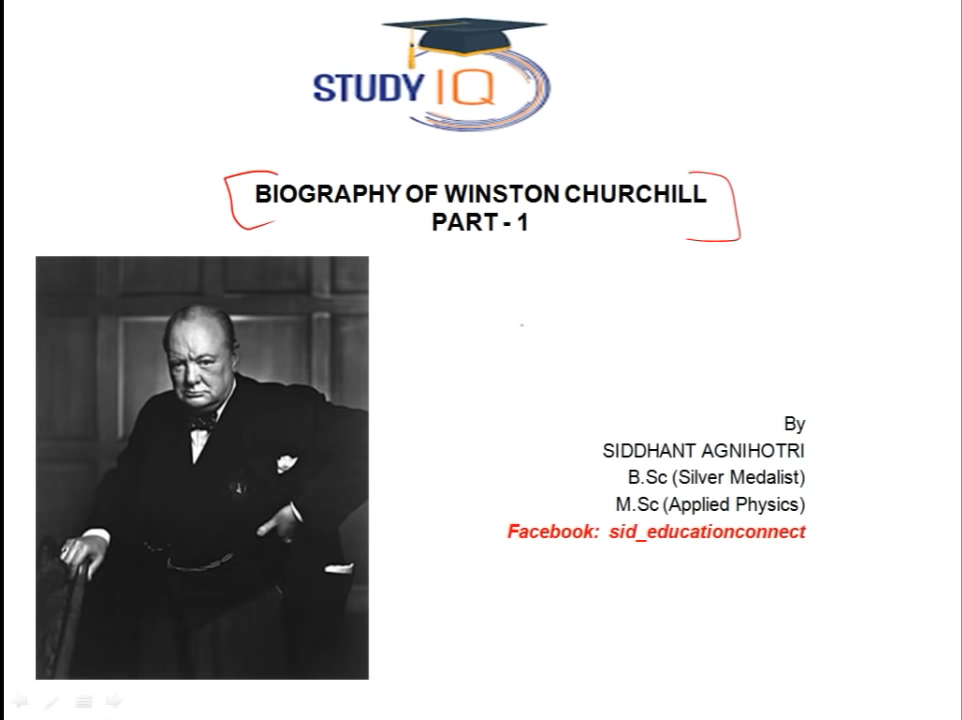 STUDY IQ
BIOGRAPHY OF WINSTON CHURCHILL
PART - 1
By
SIDDHANT AGNIHOTRI
B.Sc (Silver Medalist)
M.Sc (Applied Physics)
Facebook: sid_educationconnect